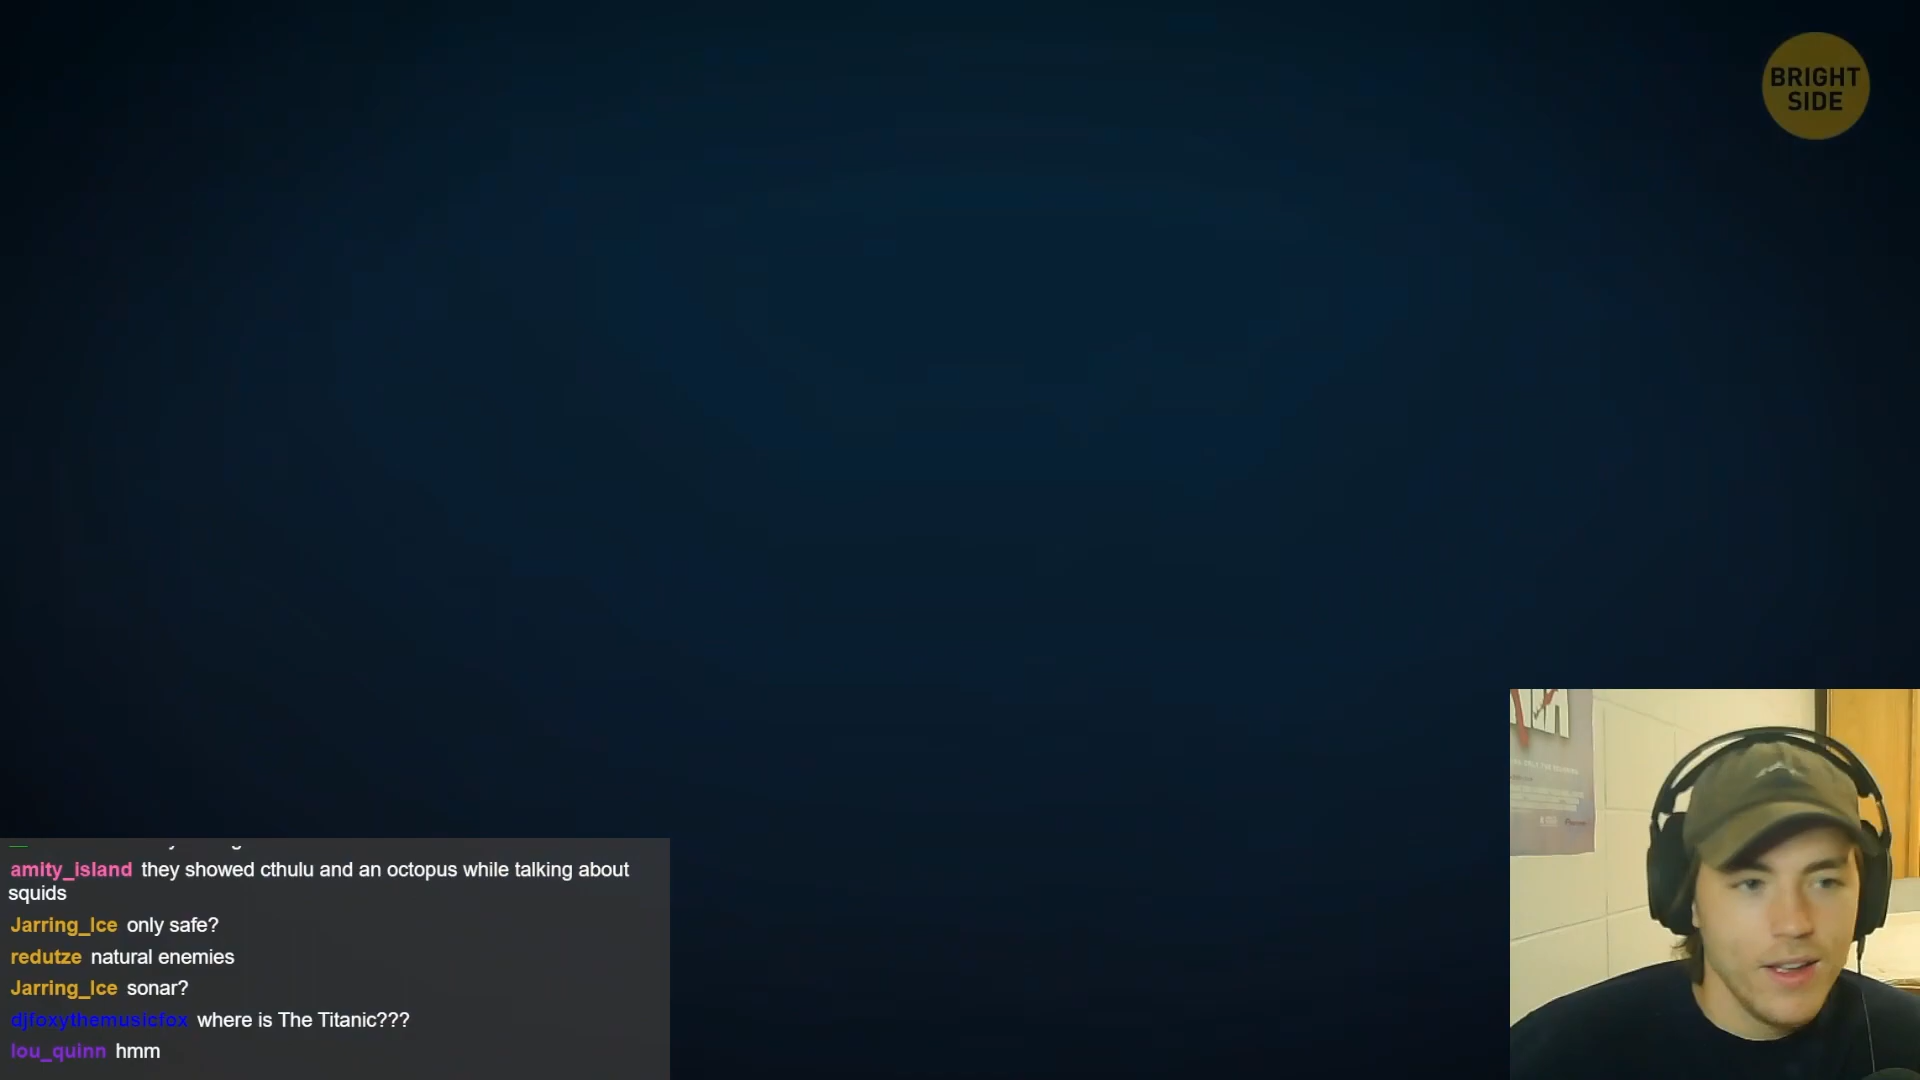 BRIGHT
SIDE
amity_island they showed cthulu and an octopus while talking about
squids
Jarring_Ice only safe?
redutze natural enemies
Jarring_Ice sonar?
djfoxythemusicfox where is The Titanic???
lou_quinn hmm